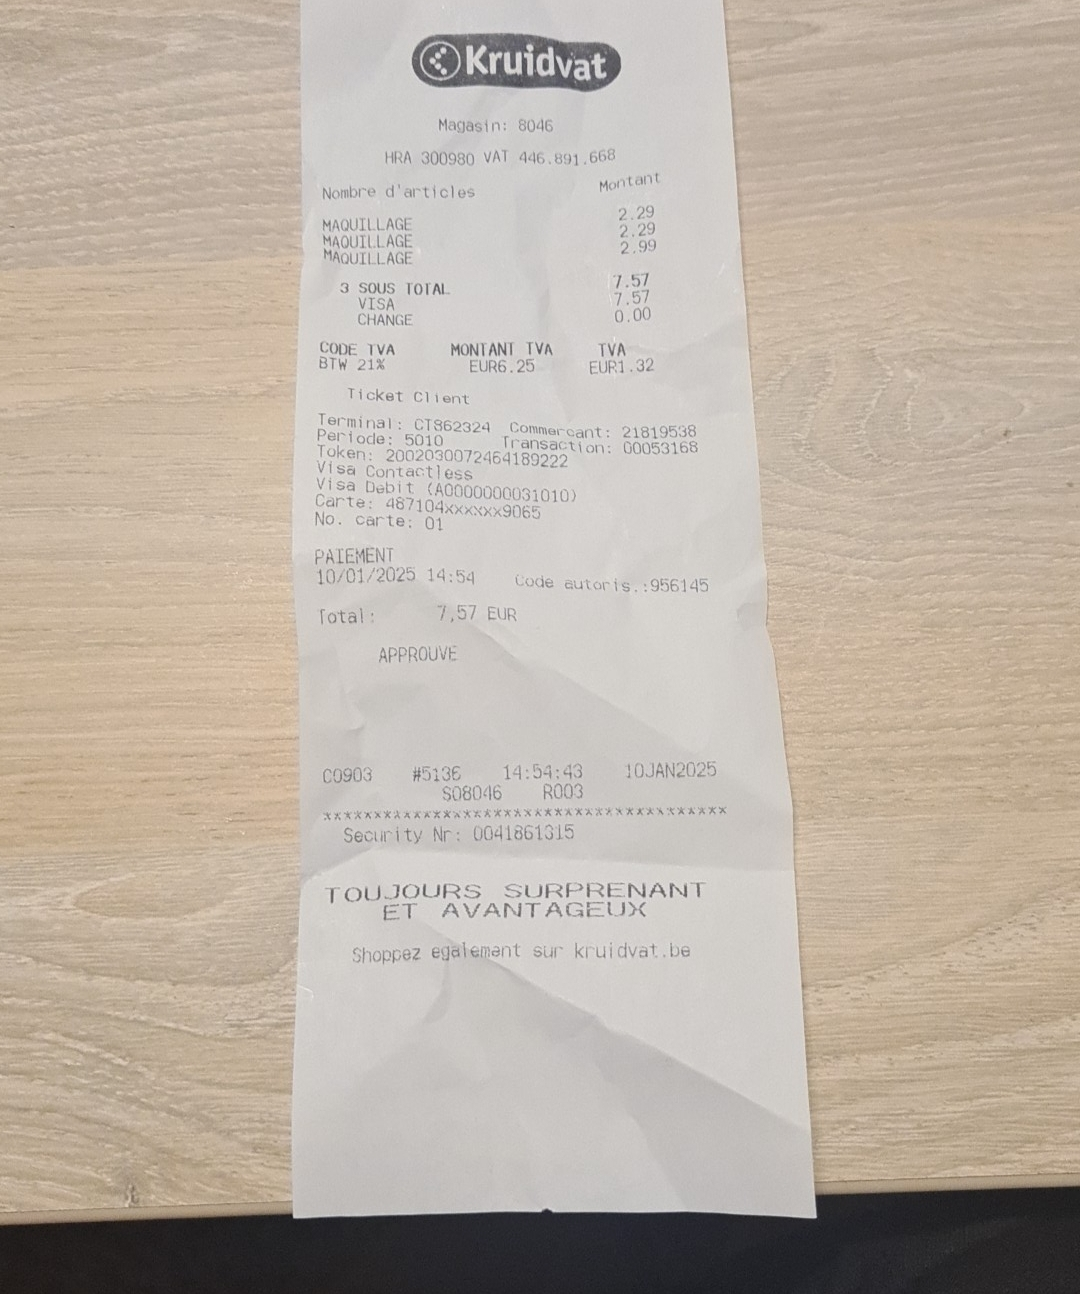 Kruidvat
Magasin: 8046
HRA 300980 VAT 446.891.668
Nombre d'articles Montant
MAQUILLAGE 2.29
MAQUILLAGE 2.29
MAQUILLAGE 2.99
3 SOUS TOTAL 7.57
VISA 7.57
CHANGE 0.00
CODE TVA MONTANT TVA TVA
BTW 21% EUR6.25 EUR1.32
Ticket Client
Terminal: CT862324 Commercant: 21819538
Periode: 5010 Transaction: 00053168
Token: 2002030072464189222
Visa Contactless
Visa Debit (A0000000031010)
Carte: 487104xxxxxx9065
No. carte: 01
PAIEMENT
10/01/2025 14:54 Code autoris.:956145
Total: 7,57 EUR
APPROUVE
C0903 #5136 14:54:43 10JAN2025
S08046 R003
****************************************
Security Nr: 0041861315
TOUJOURS SURPRENANT
ET AVANTAGEUX
Shoppez egalement sur kruidvat.be